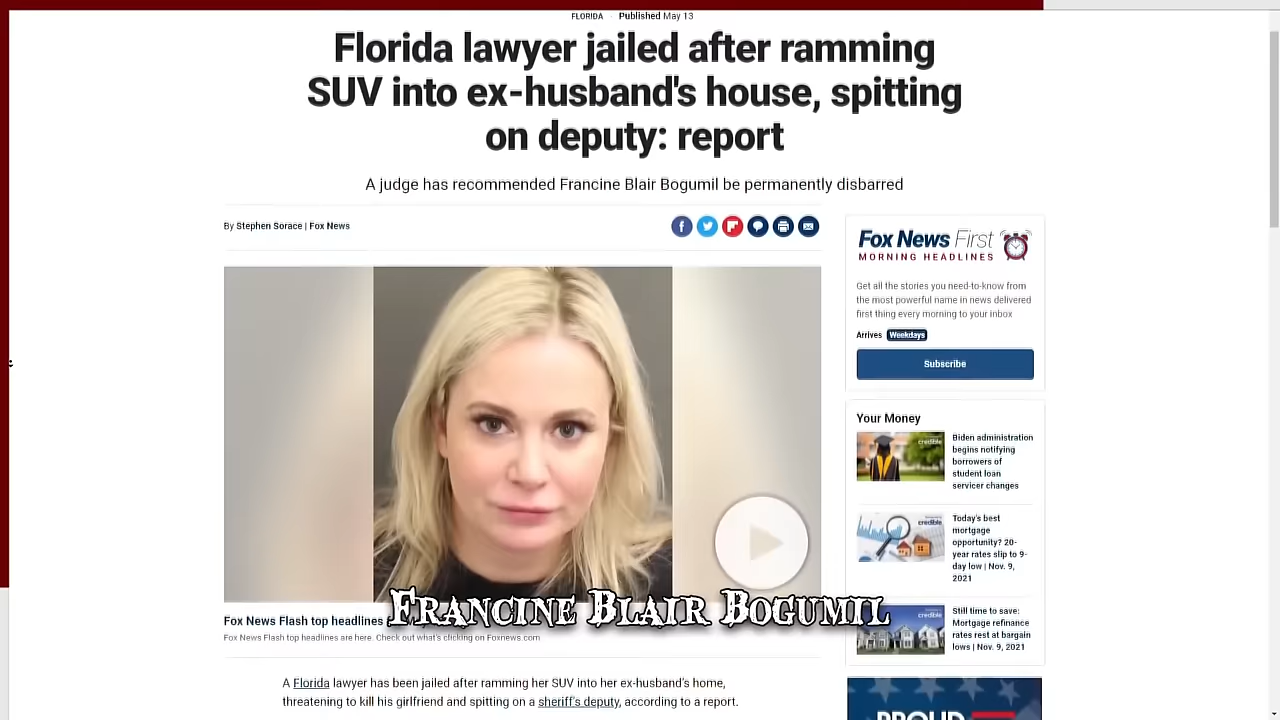 FLORIDA · Published May 13
Florida lawyer jailed after ramming
SUV into ex-husband's house, spitting
on deputy: report
A judge has recommended Francine Blair Bogumil be permanently disbarred
By Stephen Sorace | Fox News
Fox News First
MORNING HEADLINES
Get all the stories you need-to-know from
the most powerful name in news delivered
first thing every morning to your inbox
Arrives Weekdays
Subscribe
Your Money
credible
Biden administration
begins notifying
borrowers of
student loan
servicer changes
credible
Today's best
mortgage
opportunity? 20-
year rates slip to 9-
day low | Nov. 9,
2021
credible
Still time to save:
Mortgage refinance
rates rest at bargain
lows | Nov. 9, 2021
Francine Blair Bogumil
Fox News Flash top headlines
Fox News Flash top headlines are here. Check out what's clicking on Foxnews.com
A Florida lawyer has been jailed after ramming her SUV into her ex-husband's home,
threatening to kill his girlfriend and spitting on a sheriff's deputy, according to a report.
PROUD